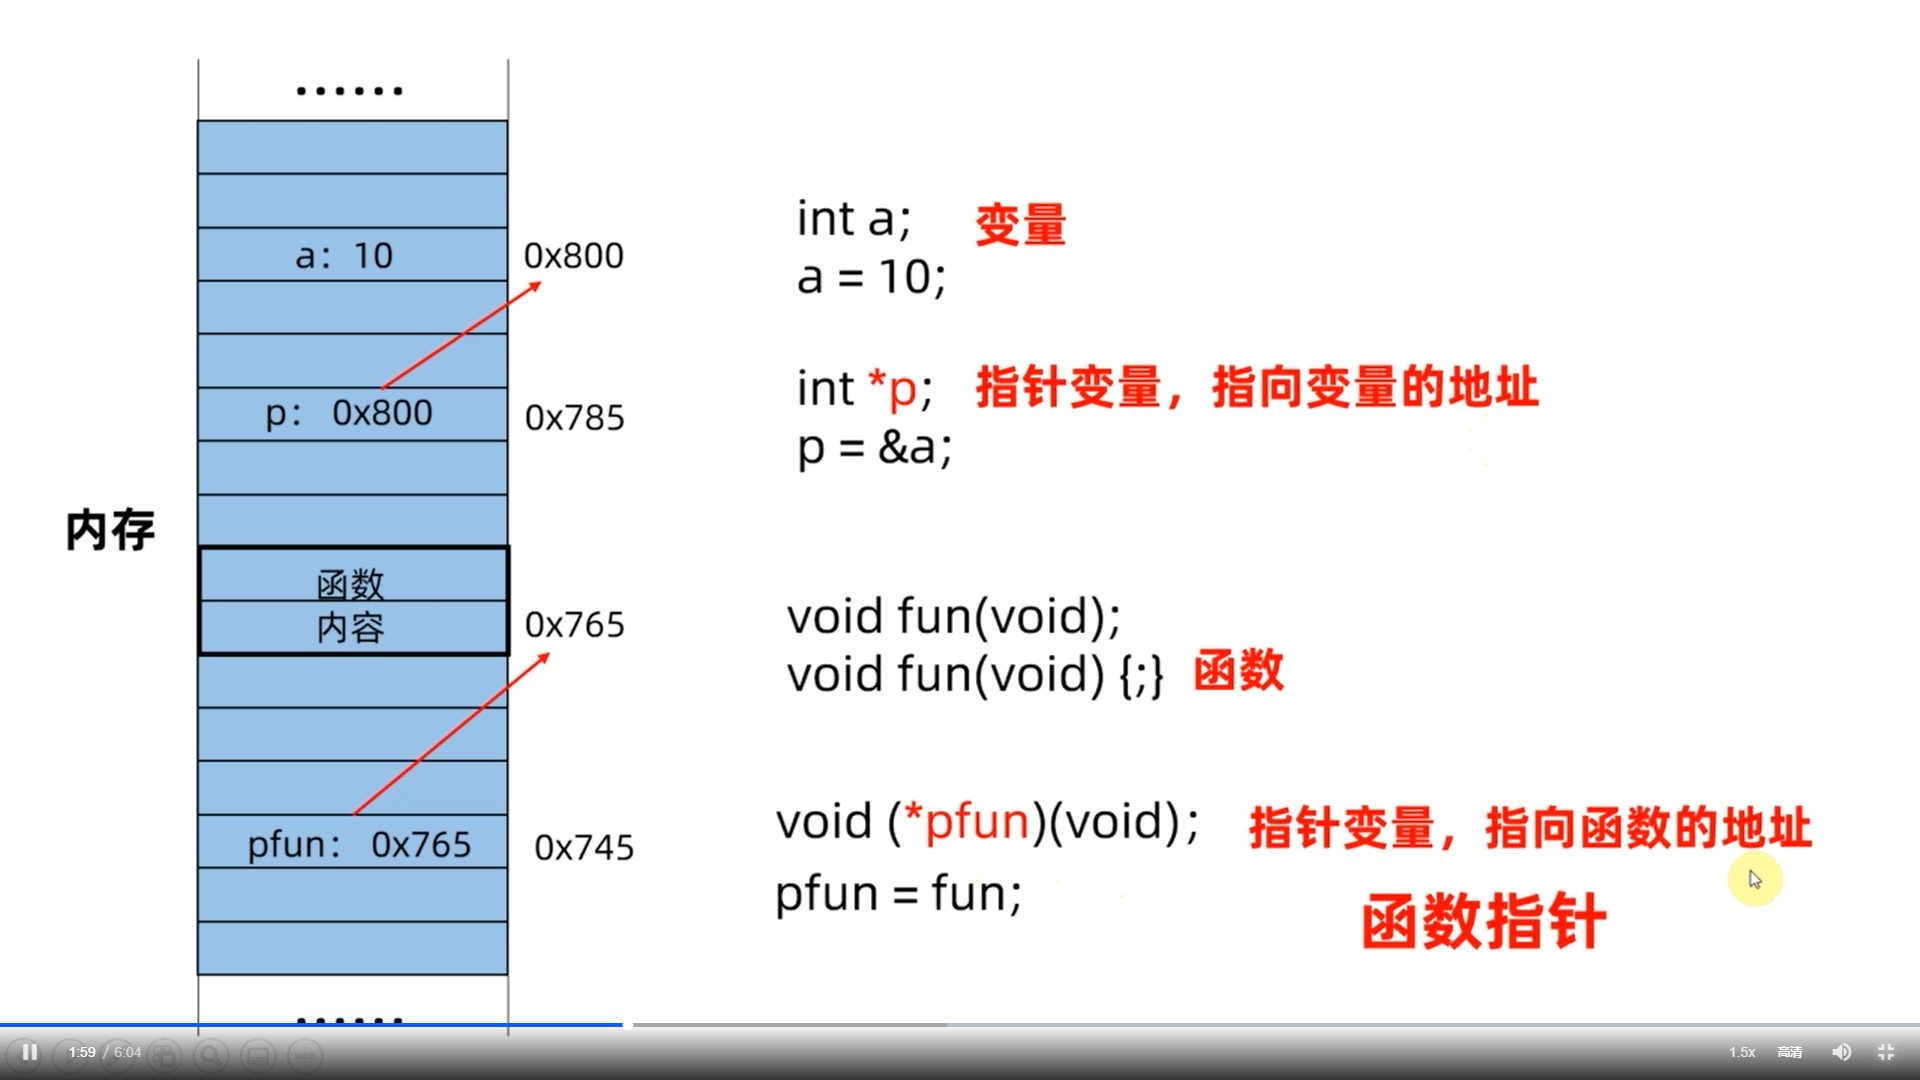 ......
a：10
0x800
p： 0x800
0x785
内存
函数
内容
0x765
pfun： 0x765
0x745
......
int a; 变量
a = 10;
int *p; 指针变量，指向变量的地址
p = &a;
void fun(void);
void fun(void) {;} 函数
void (*pfun)(void); 指针变量，指向函数的地址
pfun = fun;
函数指针
1:59 / 6:04
1.5x 高清